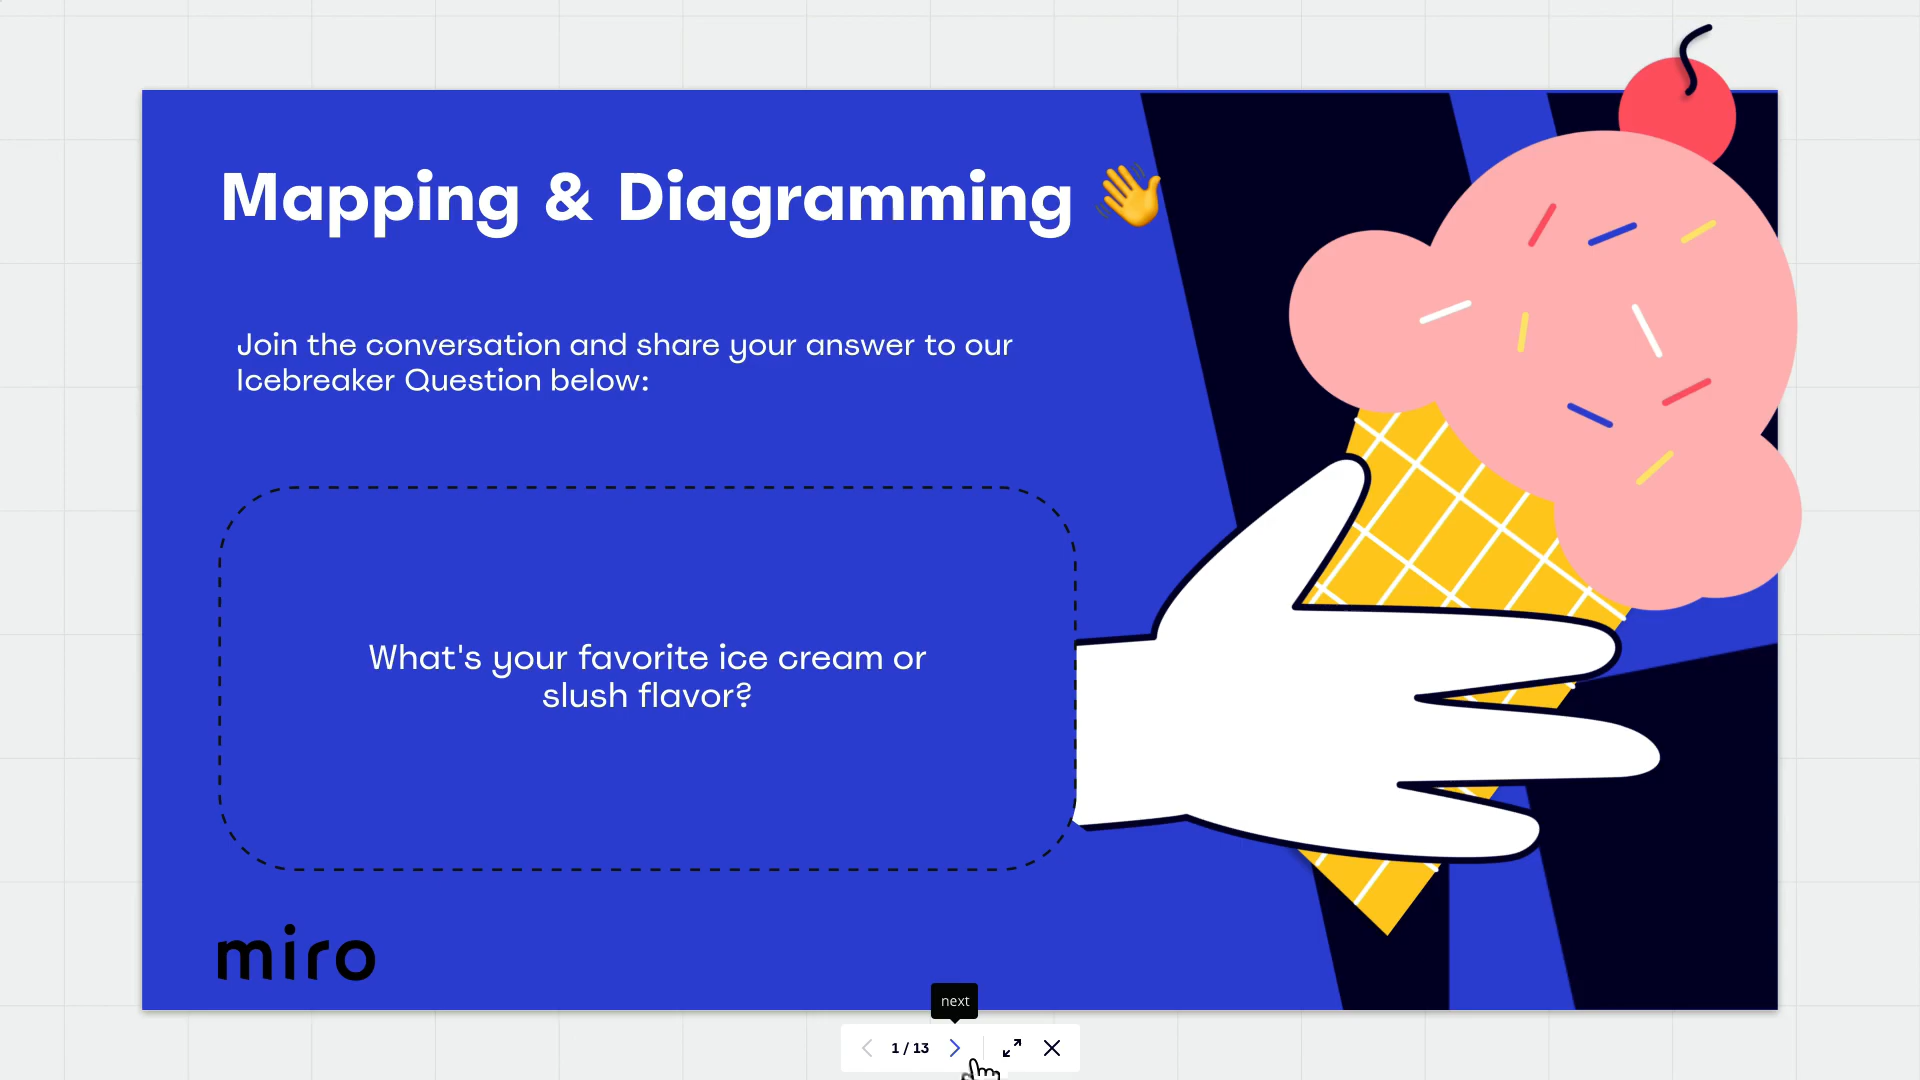 Mapping & Diagramming 👋
Join the conversation and share your answer to our
Icebreaker Question below:
What's your favorite ice cream or
slush flavor?
miro
next
1 / 13